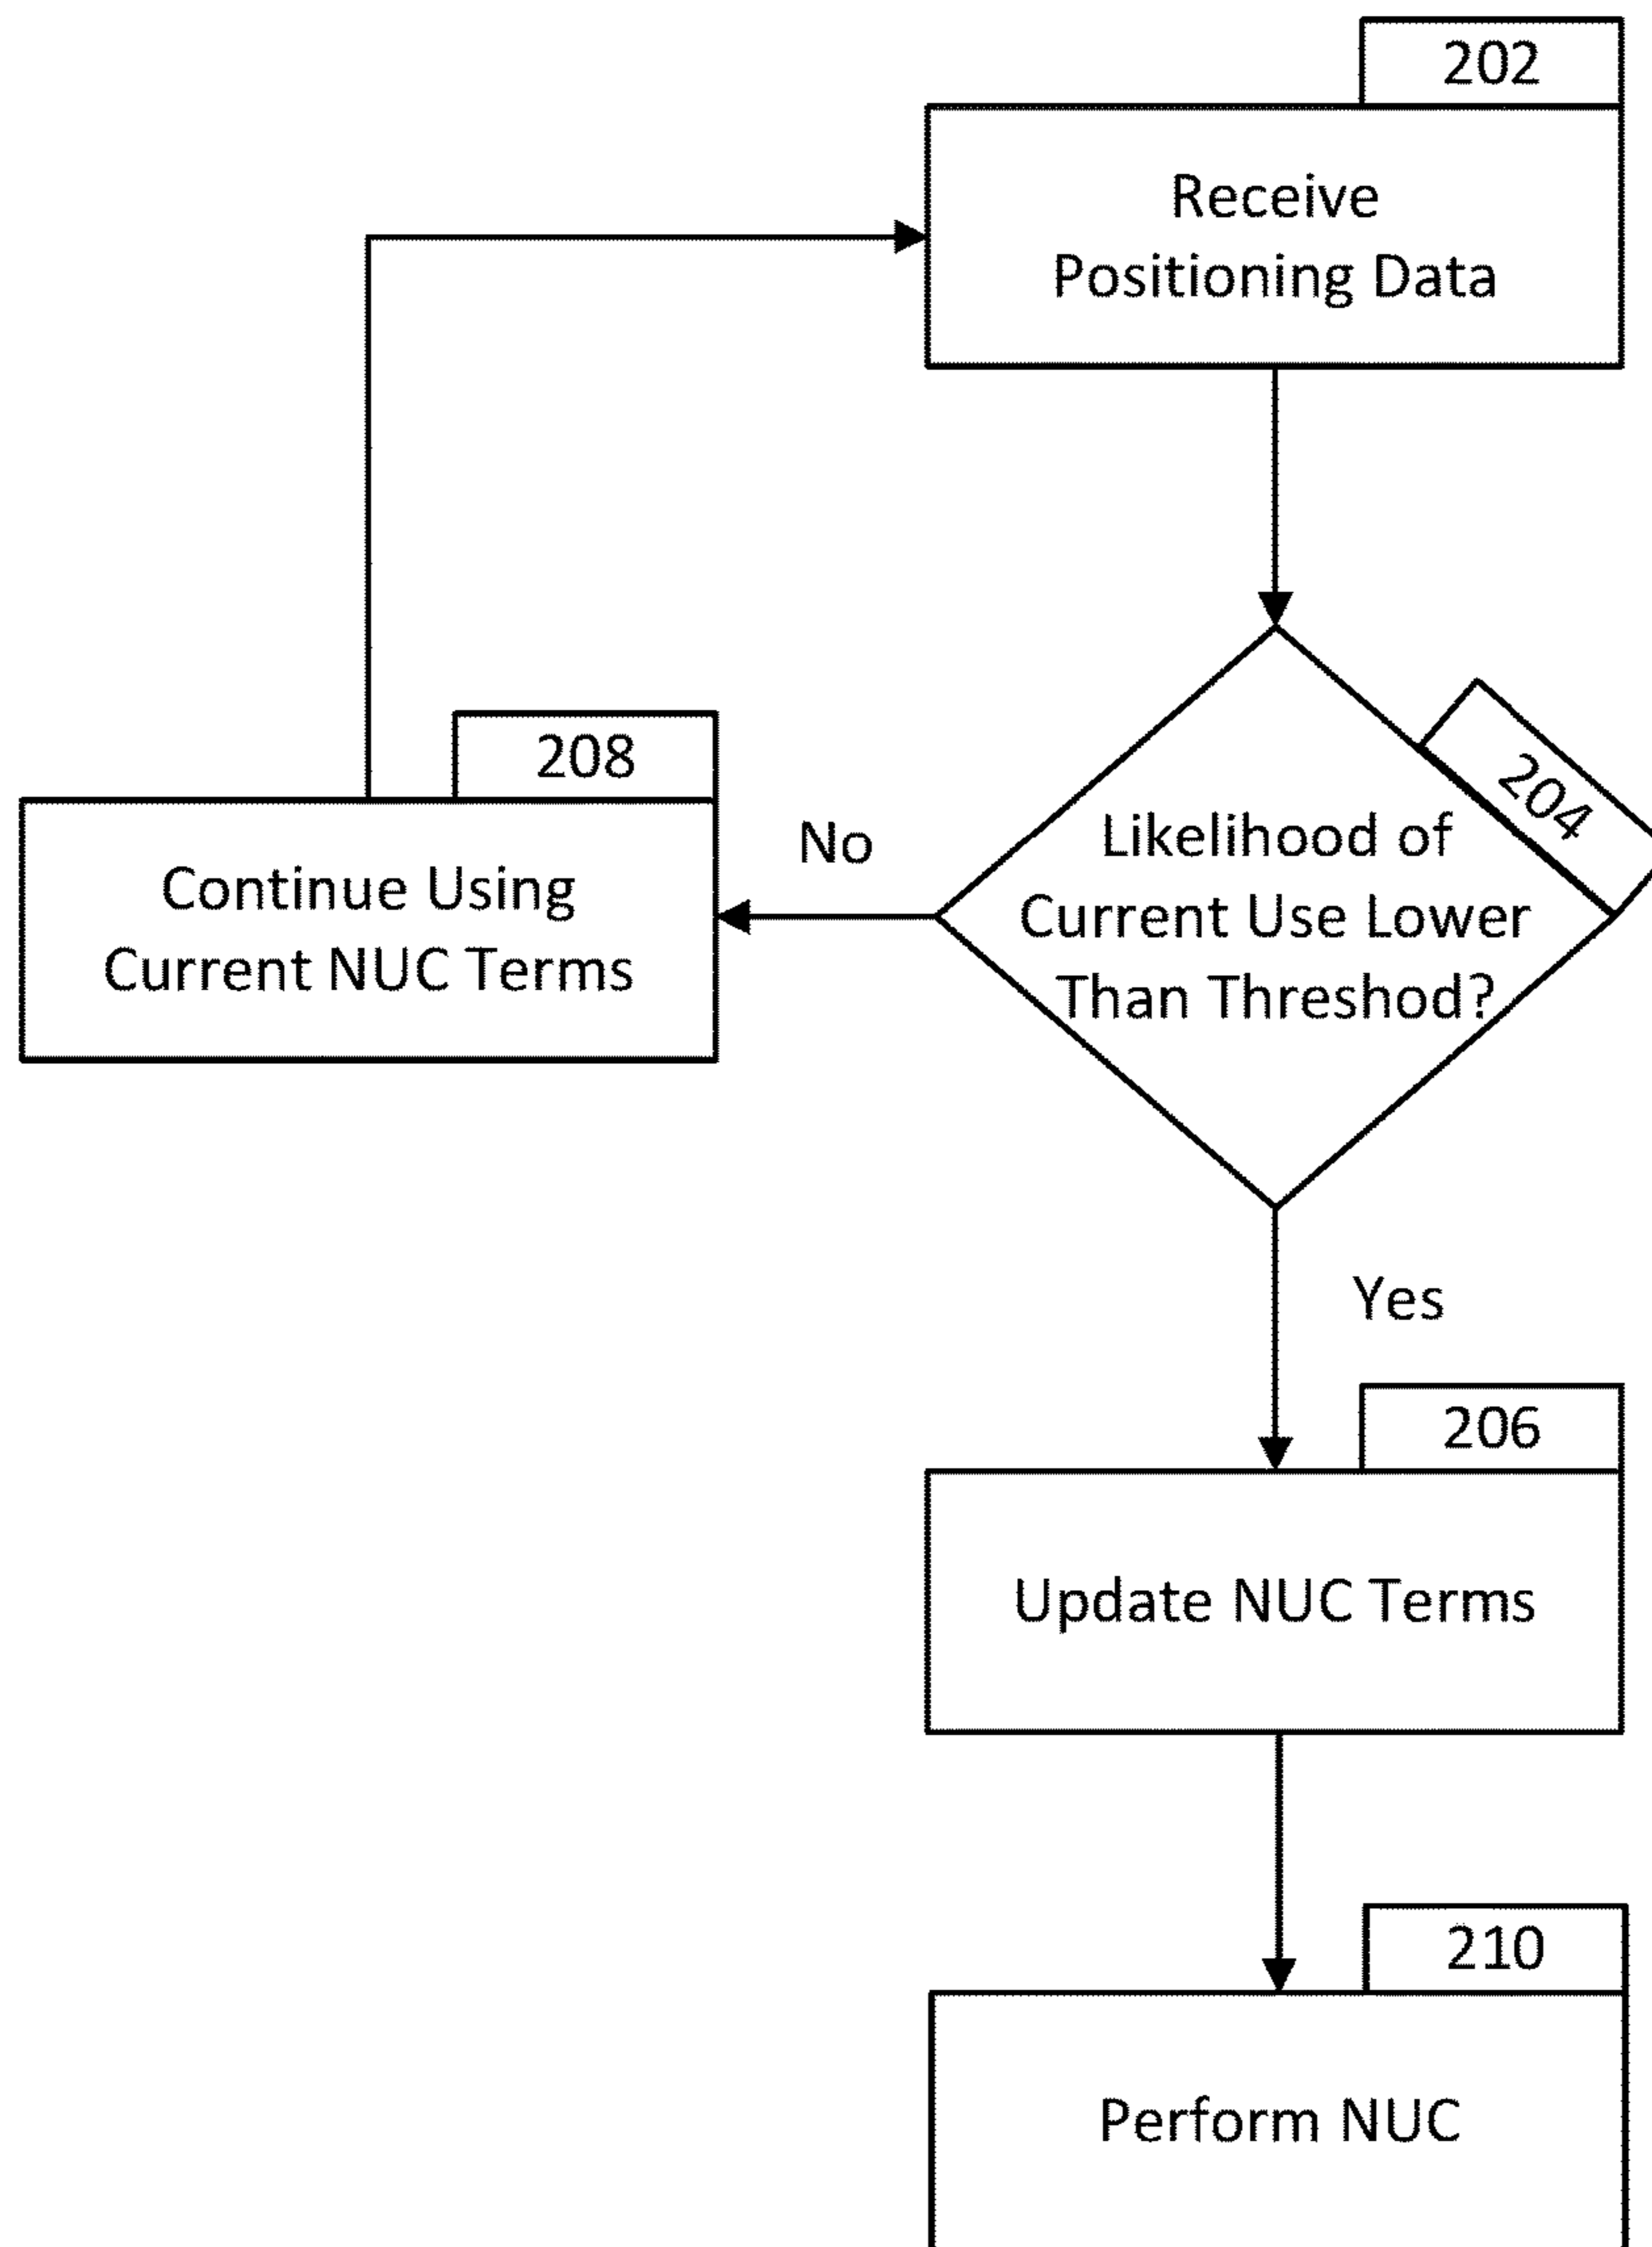 202
Receive
Positioning Data
204
Likelihood of
Current Use Lower
Than Threshod?
No
208
Continue Using
Current NUC Terms
Yes
206
Update NUC Terms
210
Perform NUC